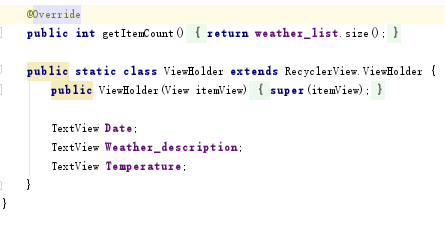 @Override
public int getItemCount() { return weather_list.size(); }
public static class ViewHolder extends RecyclerView.ViewHolder {
public ViewHolder(View itemView) { super(itemView); }
TextView Date;
TextView Weather_description;
TextView Temperature;
}
}